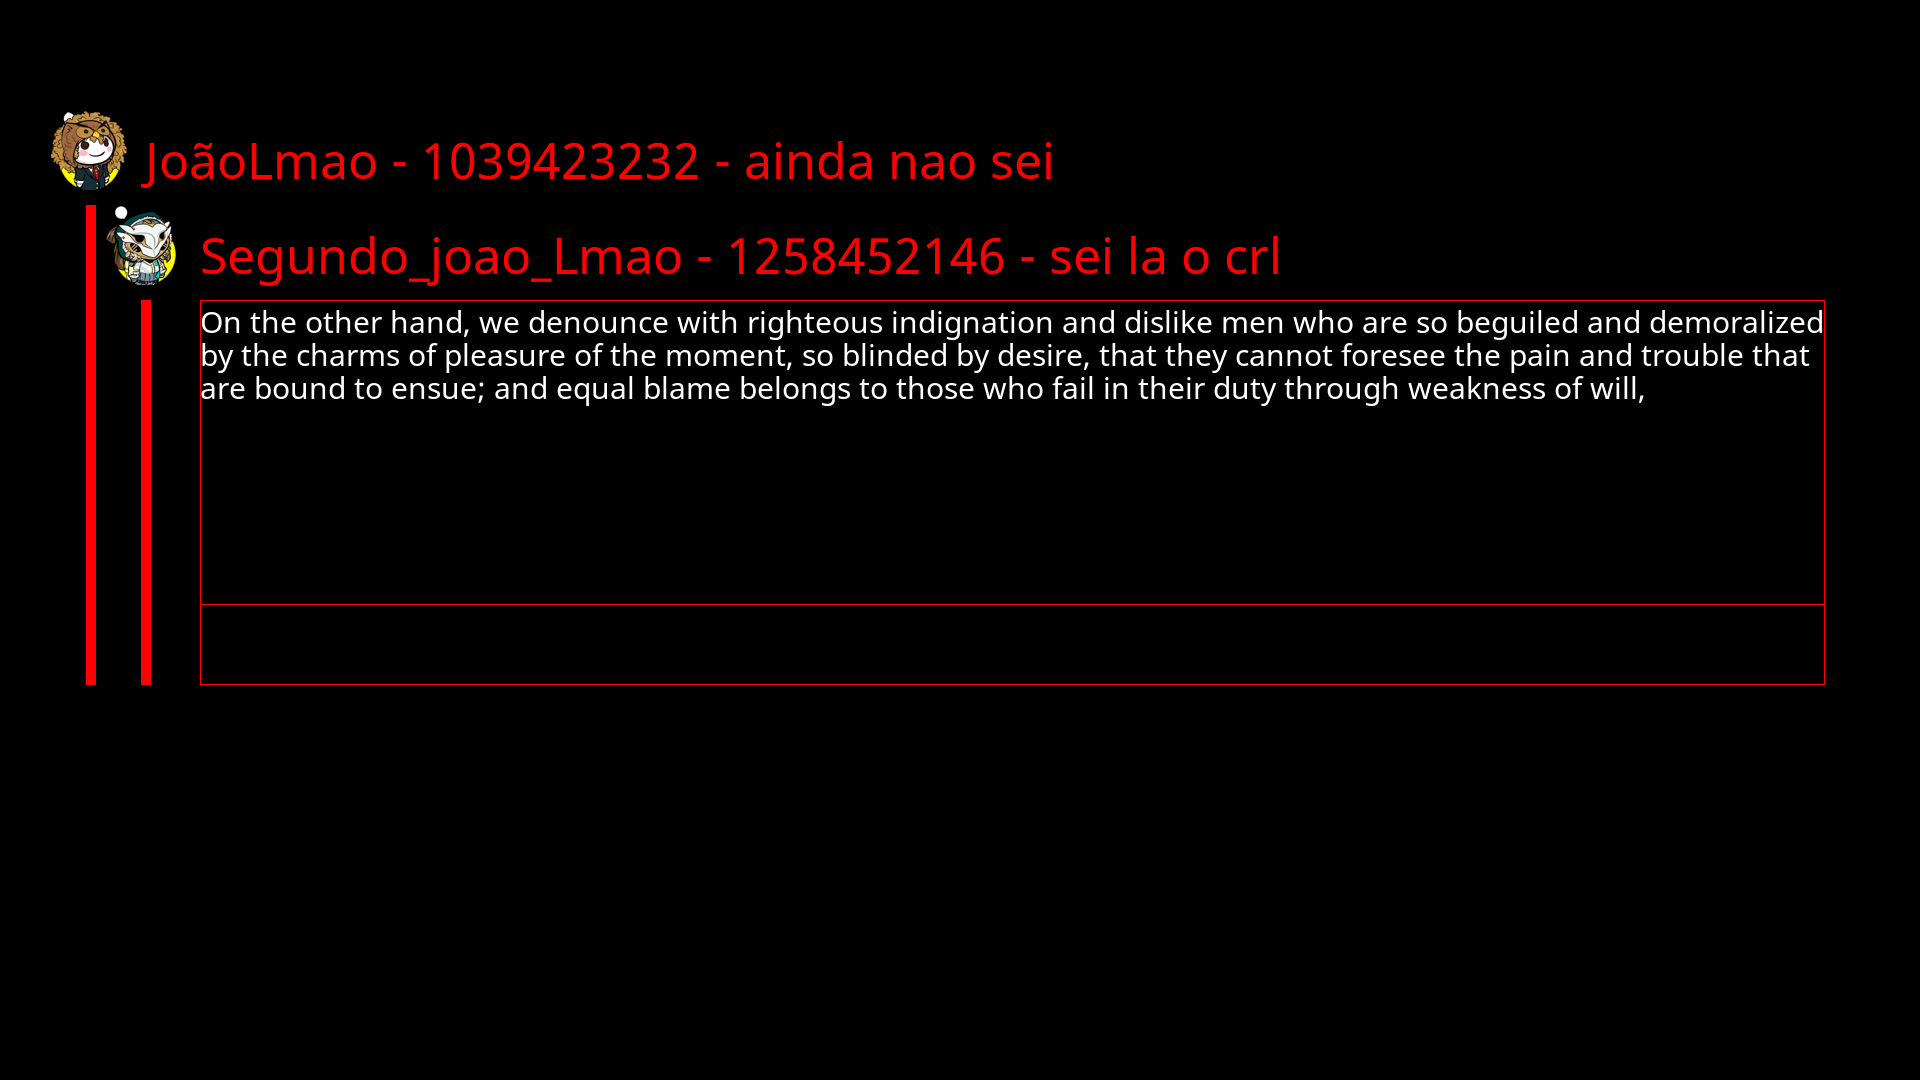 JoãoLmao - 1039423232 - ainda nao sei
Segundo_joao_Lmao - 1258452146 - sei la o crl
On the other hand, we denounce with righteous indignation and dislike men who are so beguiled and demoralized
by the charms of pleasure of the moment, so blinded by desire, that they cannot foresee the pain and trouble that
are bound to ensue; and equal blame belongs to those who fail in their duty through weakness of will,